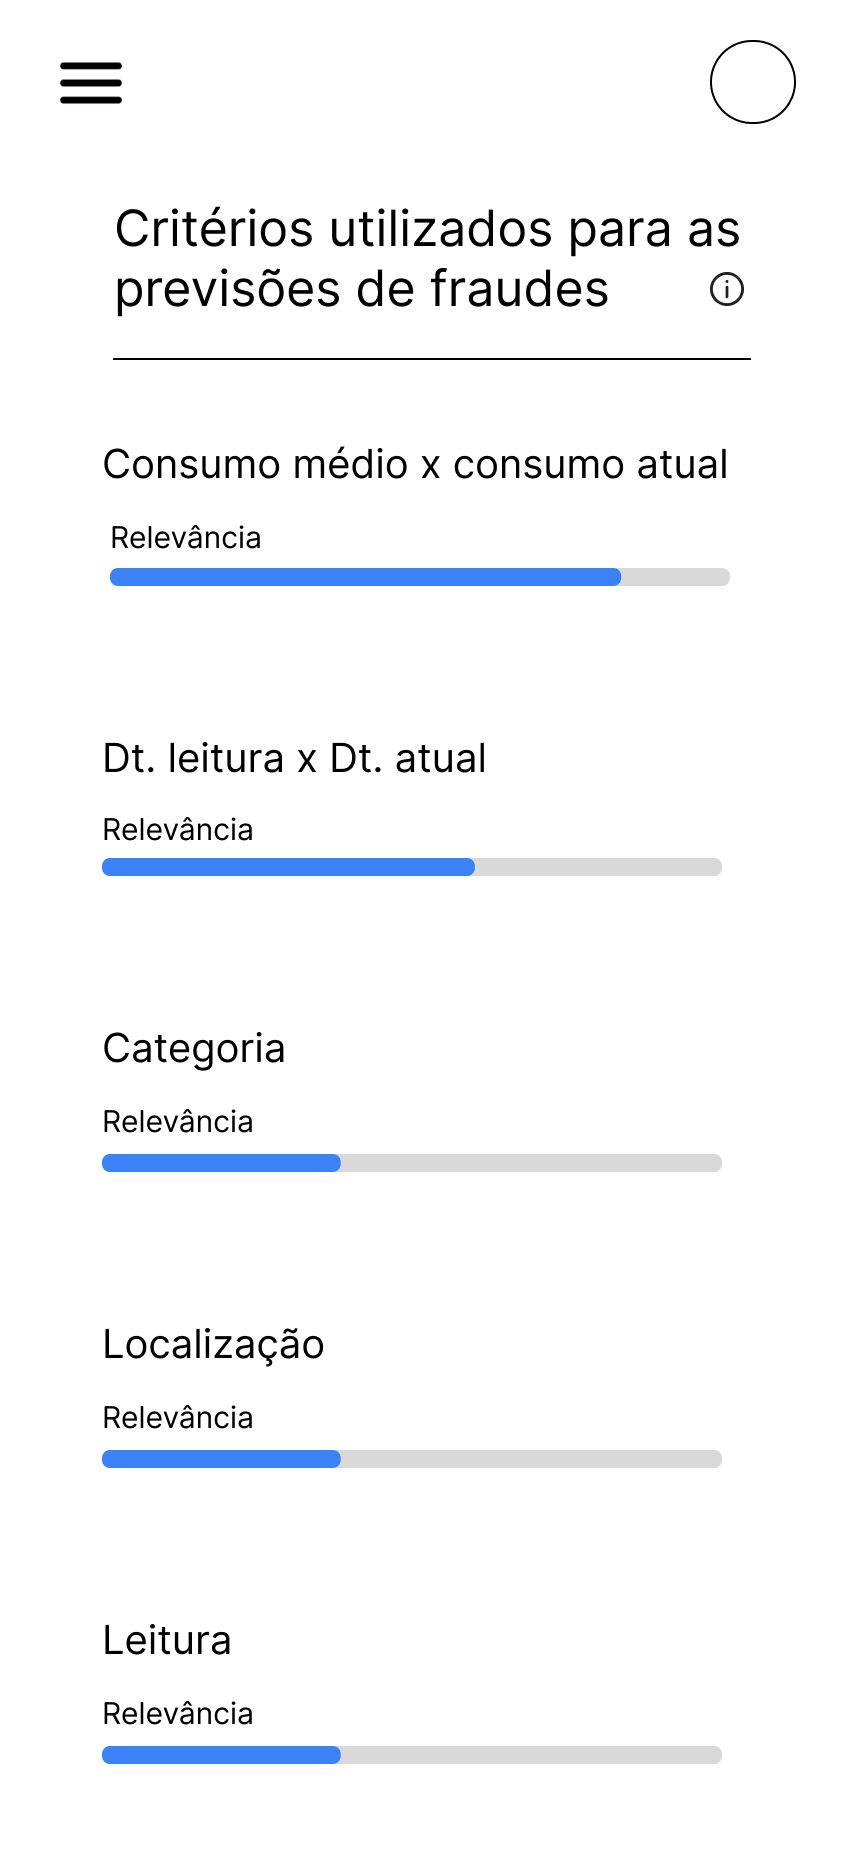 Critérios utilizados para as
previsões de fraudes
Consumo médio x consumo atual
Relevância
Dt. leitura x Dt. atual
Relevância
Categoria
Relevância
Localização
Relevância
Leitura
Relevância